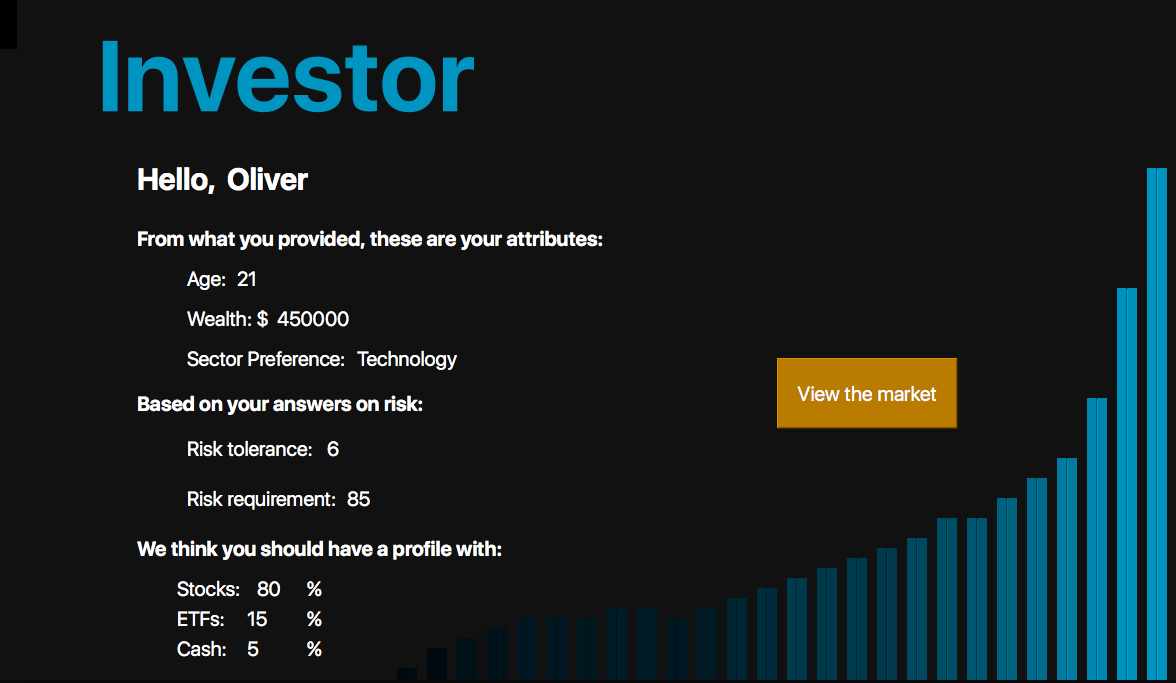 Investor
Hello, Oliver
From what you provided, these are your attributes:
Age: 21
Wealth: $ 450000
Sector Preference: Technology
View the market
Based on your answers on risk:
Risk tolerance: 6
Risk requirement: 85
We think you should have a profile with:
Stocks: 80 %
ETFs: 15 %
Cash: 5 %